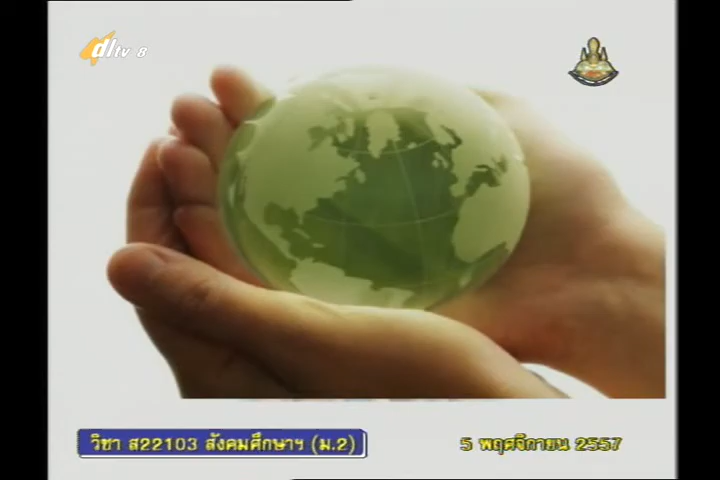 dltv 8
วิชา ส22103 สังคมศึกษาฯ (ม.2)
5 พฤศจิกายน 2557